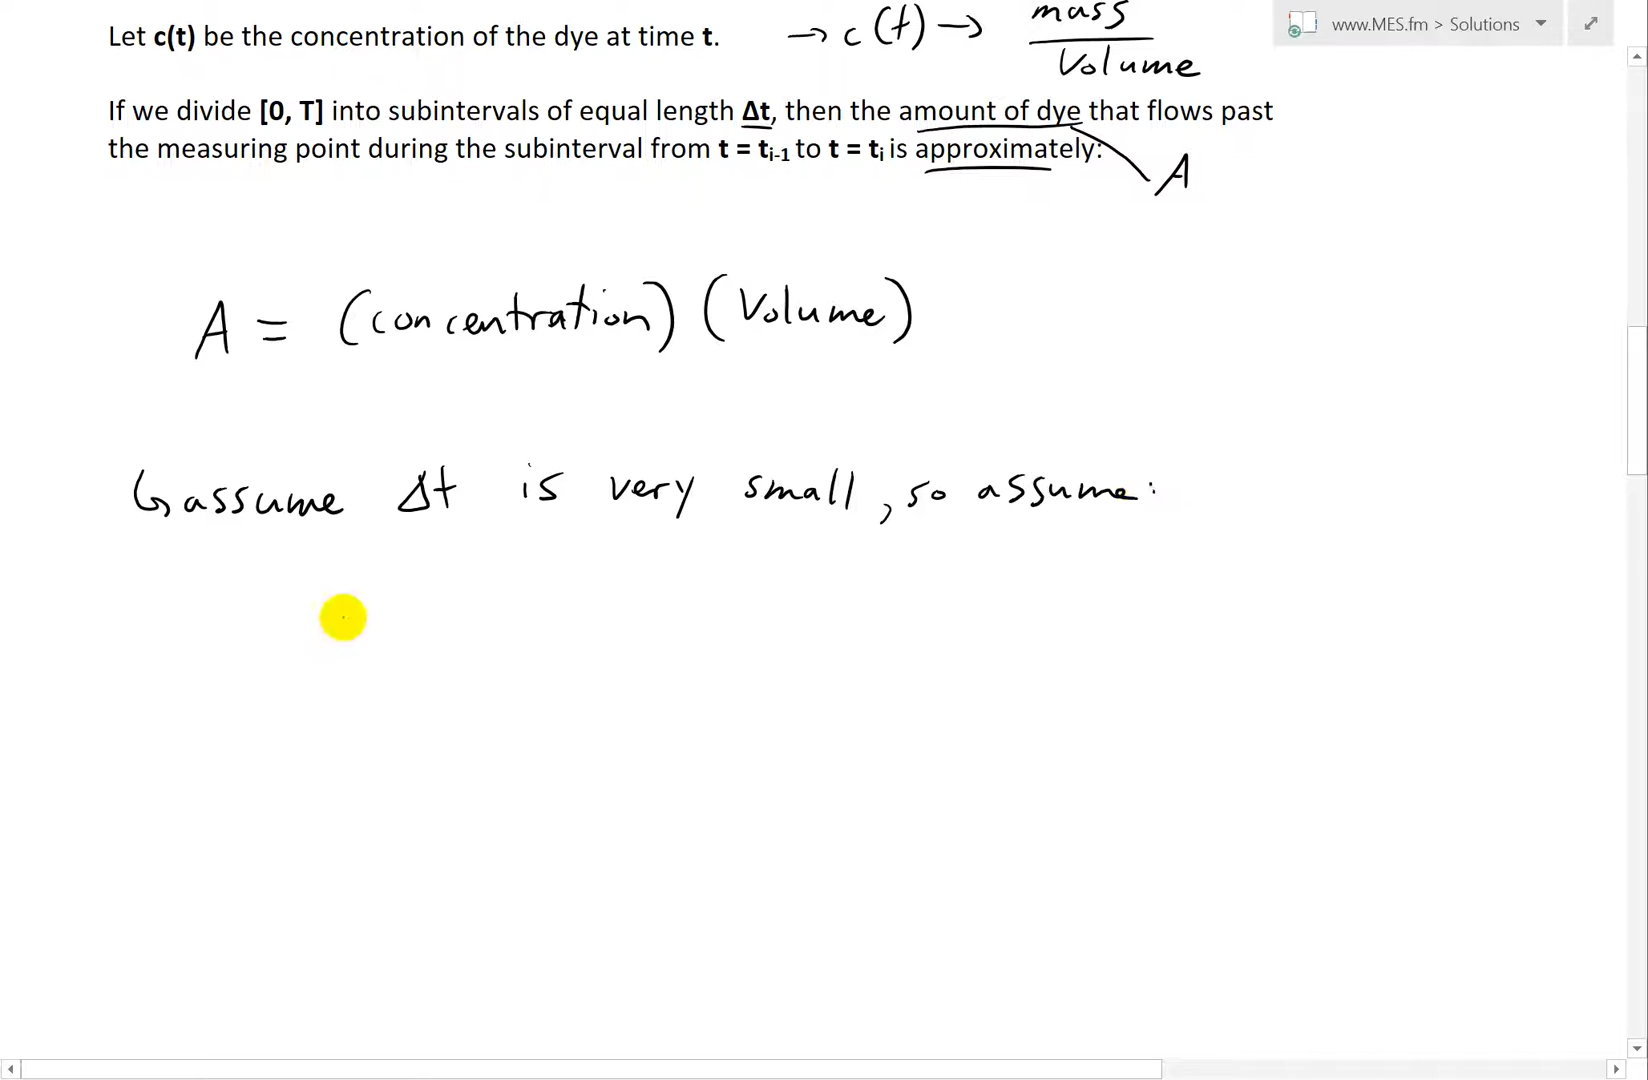 Let c(t) be the concentration of the dye at time t. → c(t) → mass / Volume
www.MES.fm > Solutions
If we divide [0, T] into subintervals of equal length Δt, then the amount of dye that flows past
the measuring point during the subinterval from t = tᵢ₋₁ to t = tᵢ is approximately:
A
A = (concentration) (Volume)
↳ assume Δt is very small, so assume: